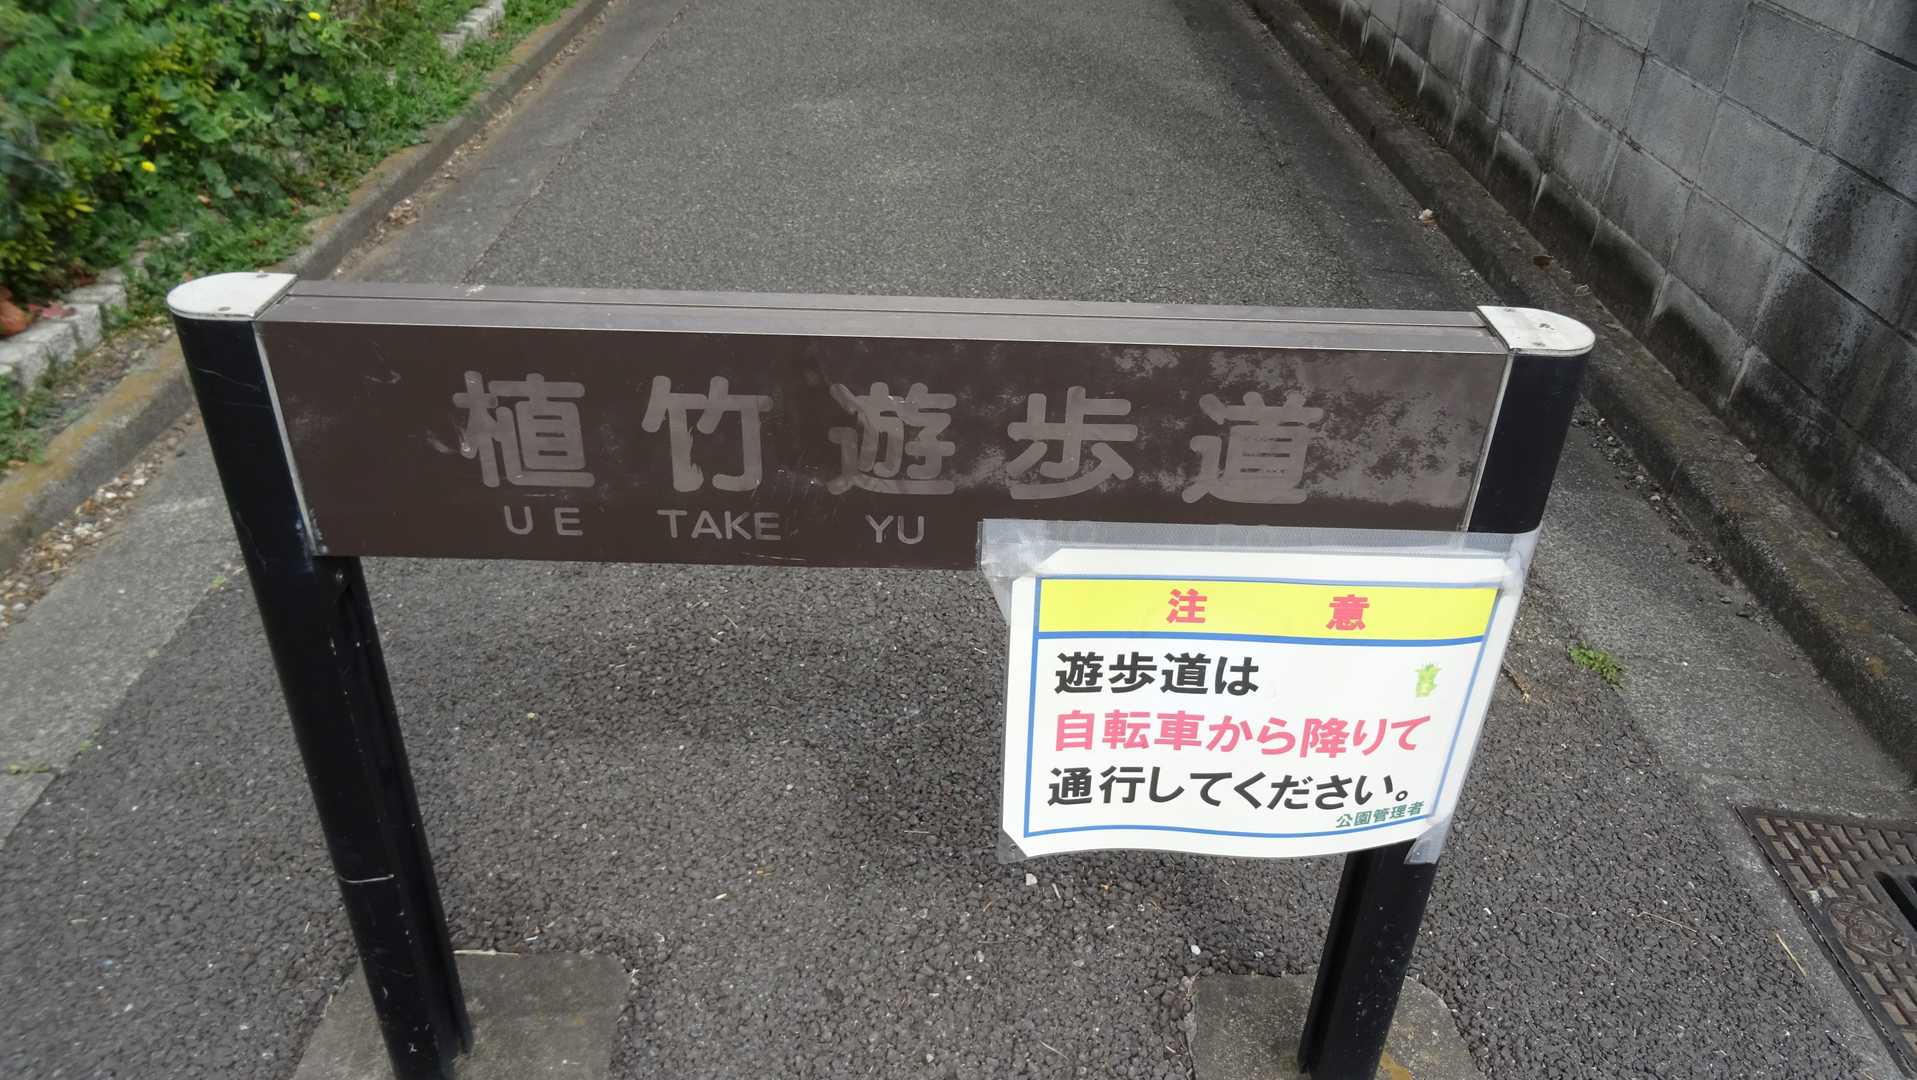 植竹遊歩道
UE TAKE YU
注意
遊歩道は
自転車から降りて
通行してください。
公園管理者